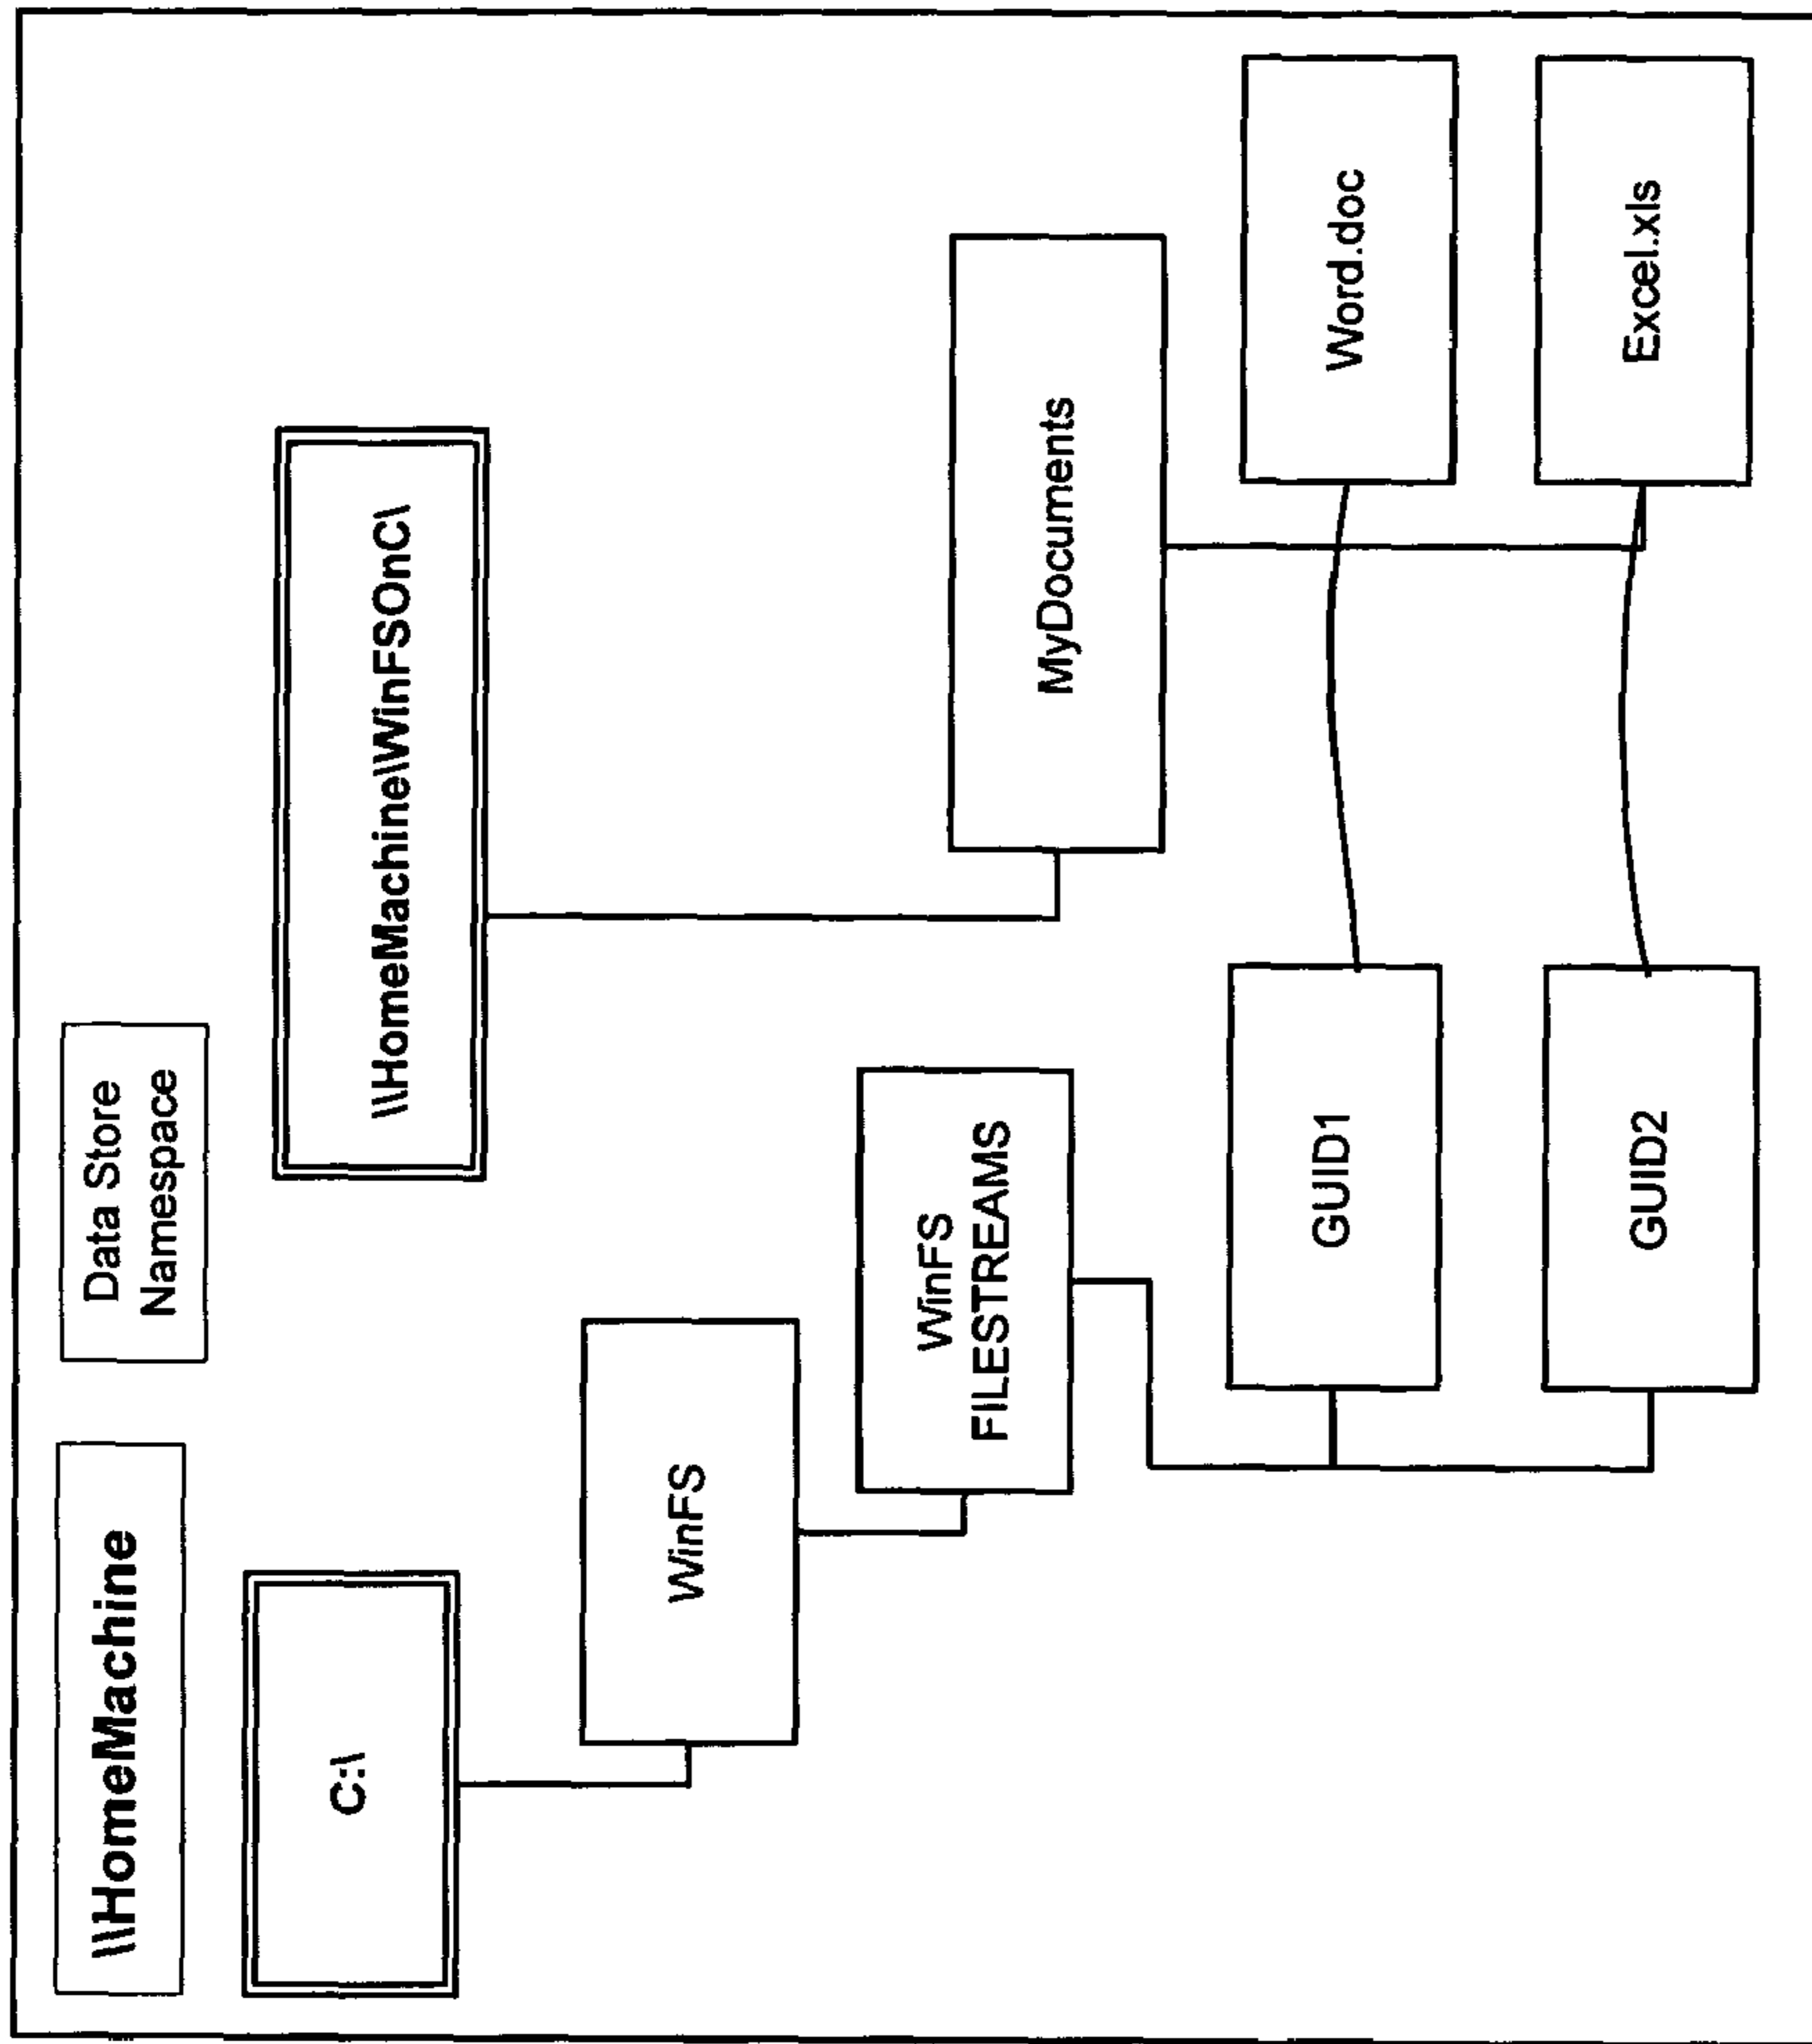 \\HomeMachine
Data Store
Namespace
C:\
\\HomeMachine\WinFSOnC\
WinFS
WinFS
FILESTREAMS
MyDocuments
GUID1
Word.doc
GUID2
Excel.xls